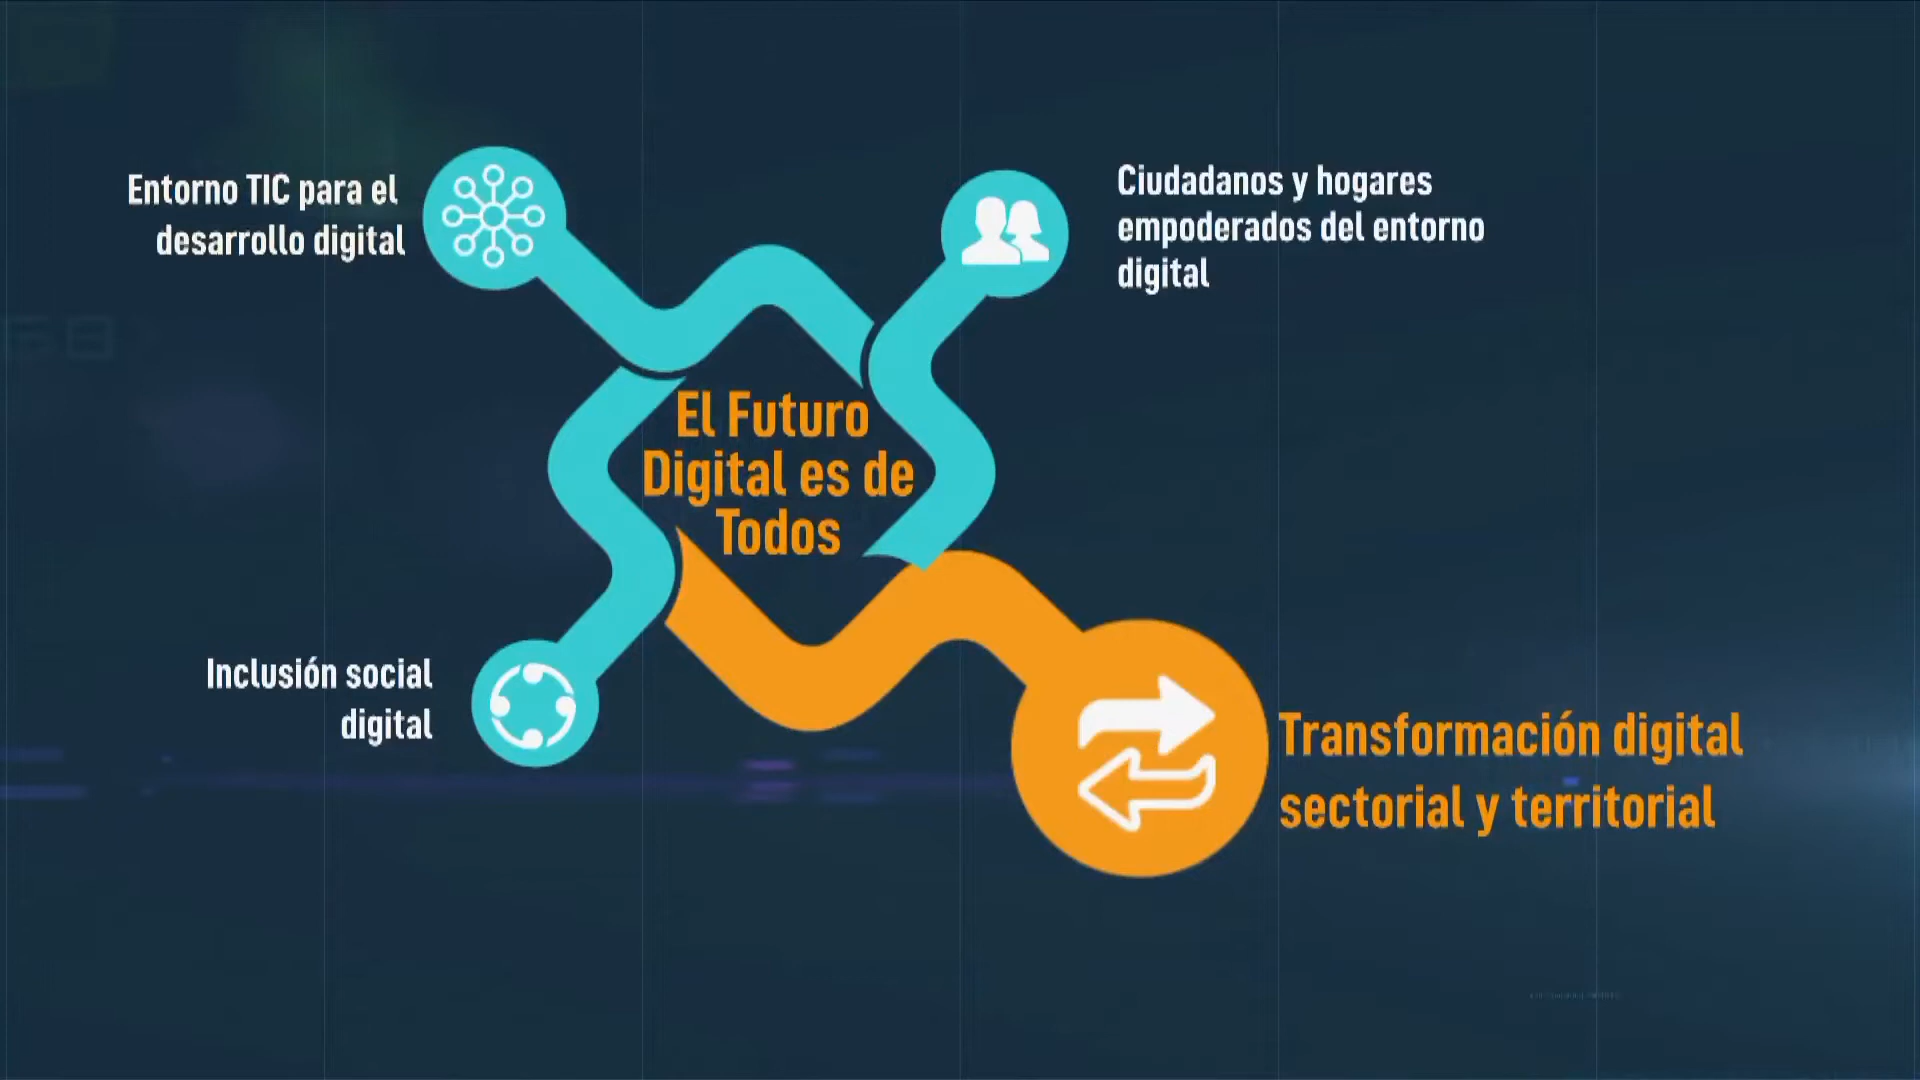 Entorno TIC para el
desarrollo digital
Ciudadanos y hogares
empoderados del entorno
digital
El Futuro
Digital es de
Todos
Inclusión social
digital
Transformación digital
sectorial y territorial